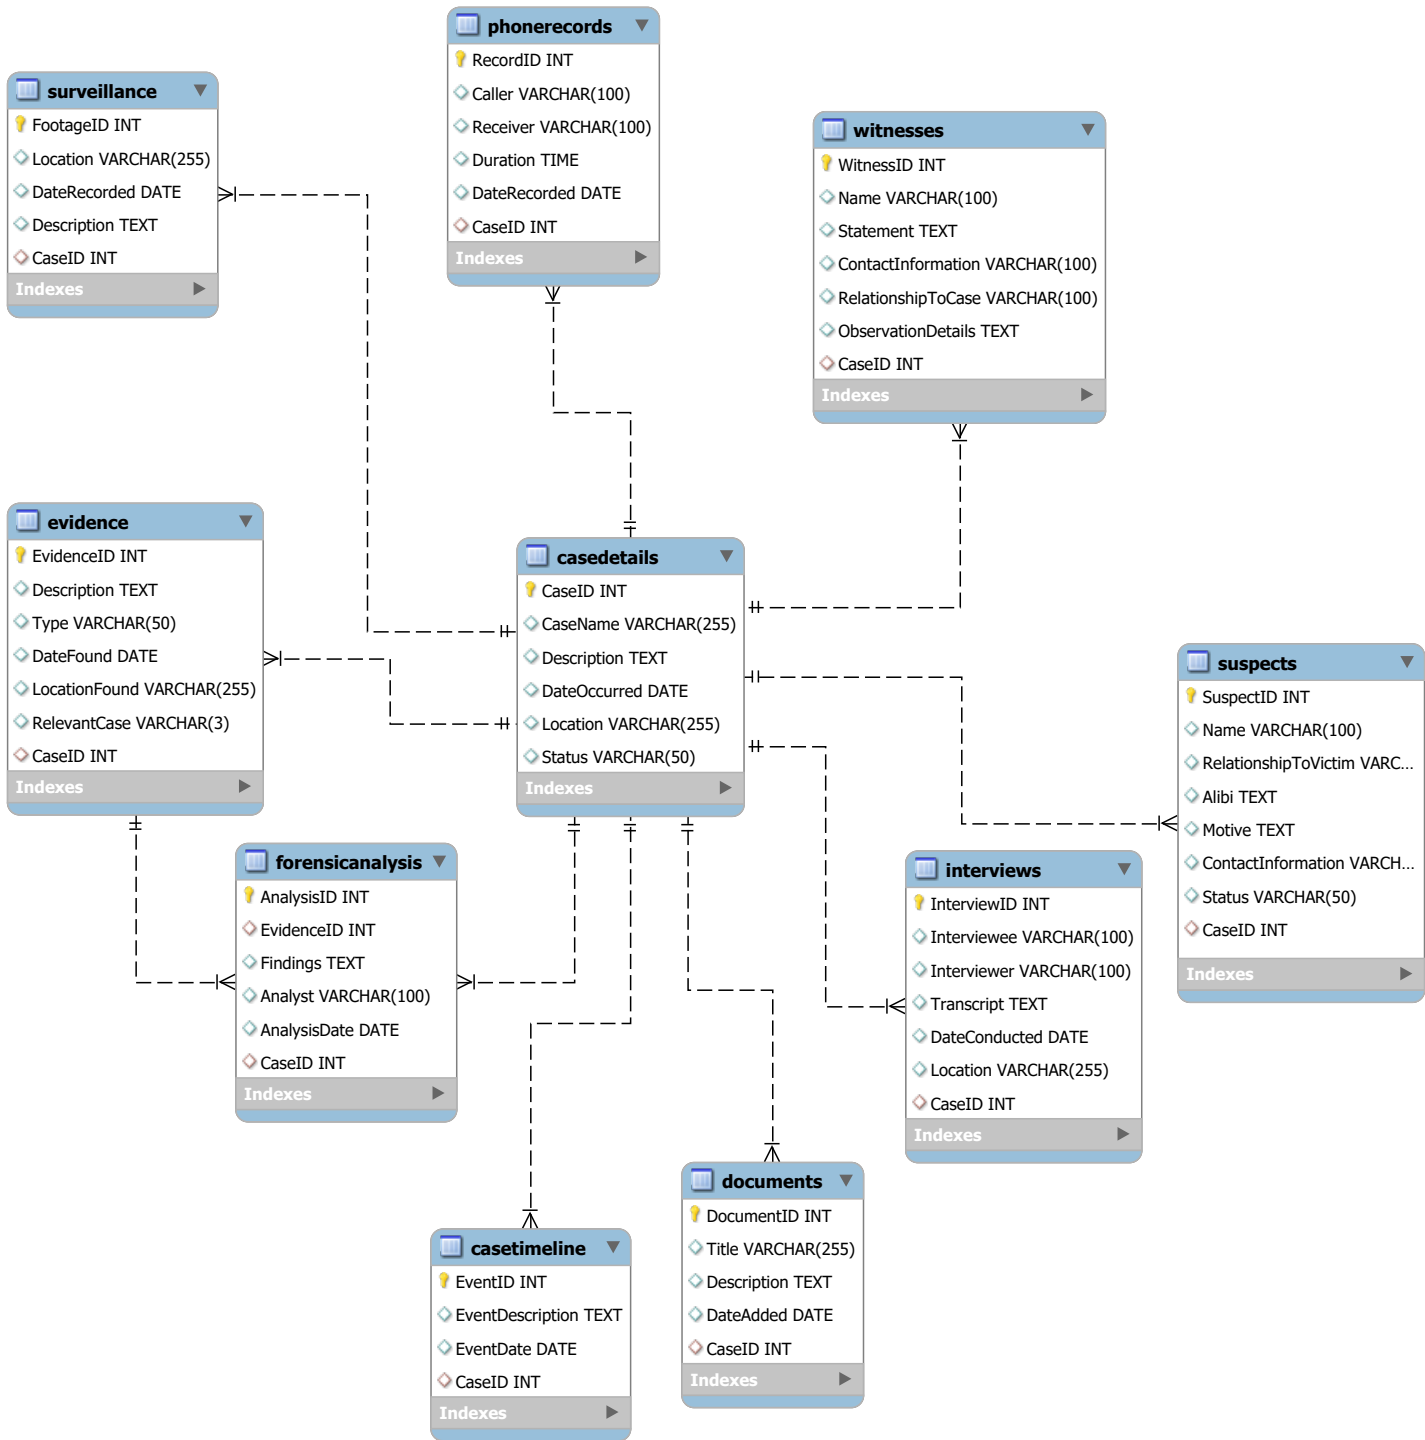 phonerecords
RecordID INT
Caller VARCHAR(100)
Receiver VARCHAR(100)
Duration TIME
DateRecorded DATE
CaseID INT
Indexes
surveillance
FootageID INT
Location VARCHAR(255)
DateRecorded DATE
Description TEXT
CaseID INT
Indexes
witnesses
WitnessID INT
Name VARCHAR(100)
Statement TEXT
ContactInformation VARCHAR(100)
RelationshipToCase VARCHAR(100)
ObservationDetails TEXT
CaseID INT
Indexes
evidence
EvidenceID INT
Description TEXT
Type VARCHAR(50)
DateFound DATE
LocationFound VARCHAR(255)
RelevantCase VARCHAR(3)
CaseID INT
Indexes
casedetails
CaseID INT
CaseName VARCHAR(255)
Description TEXT
DateOccurred DATE
Location VARCHAR(255)
Status VARCHAR(50)
Indexes
suspects
SuspectID INT
Name VARCHAR(100)
RelationshipToVictim VARC...
Alibi TEXT
Motive TEXT
ContactInformation VARCH...
Status VARCHAR(50)
CaseID INT
Indexes
forensicanalysis
AnalysisID INT
EvidenceID INT
Findings TEXT
Analyst VARCHAR(100)
AnalysisDate DATE
CaseID INT
Indexes
interviews
InterviewID INT
Interviewee VARCHAR(100)
Interviewer VARCHAR(100)
Transcript TEXT
DateConducted DATE
Location VARCHAR(255)
CaseID INT
Indexes
documents
DocumentID INT
Title VARCHAR(255)
Description TEXT
DateAdded DATE
CaseID INT
Indexes
casetimeline
EventID INT
EventDescription TEXT
EventDate DATE
CaseID INT
Indexes